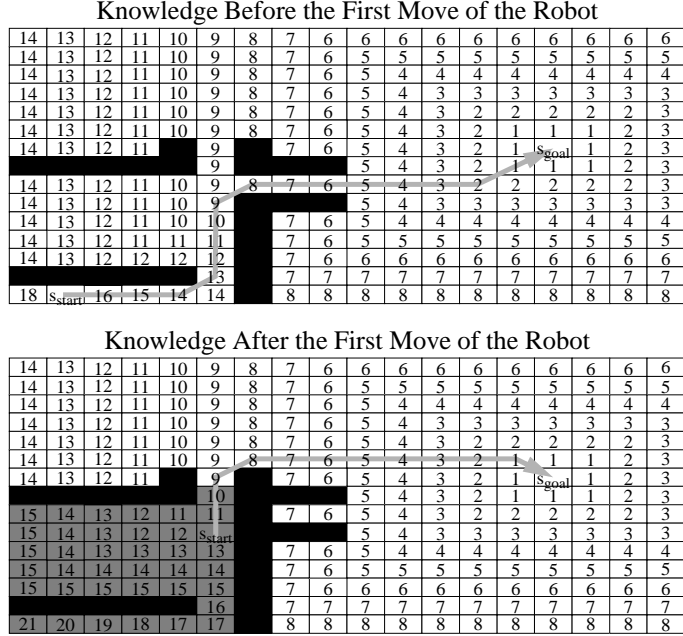 Knowledge Before the First Move of the Robot
14 13 12 11 10 9 8 7 6 6 6 6 6 6 6 6 6 6
14 13 12 11 10 9 8 7 6 5 5 5 5 5 5 5 5 5
14 13 12 11 10 9 8 7 6 5 4 4 4 4 4 4 4 4
14 13 12 11 10 9 8 7 6 5 4 3 3 3 3 3 3 3
14 13 12 11 10 9 8 7 6 5 4 3 2 2 2 2 2 3
14 13 12 11 10 9 8 7 6 5 4 3 2 1 1 1 2 3
14 13 12 11 9 7 6 5 4 3 2 1 sgoal 1 2 3
9 5 4 3 2 1 1 1 2 3
14 13 12 11 10 9 8 7 6 5 4 3 2 2 2 2 2 3
14 13 12 11 10 9 5 4 3 3 3 3 3 3 3
14 13 12 11 10 10 7 6 5 4 4 4 4 4 4 4 4
14 13 12 11 11 11 7 6 5 5 5 5 5 5 5 5 5
14 13 12 12 12 12 7 6 6 6 6 6 6 6 6 6 6
13 7 7 7 7 7 7 7 7 7 7 7
18 sstart 16 15 14 14 8 8 8 8 8 8 8 8 8 8 8
Knowledge After the First Move of the Robot
14 13 12 11 10 9 8 7 6 6 6 6 6 6 6 6 6 6
14 13 12 11 10 9 8 7 6 5 5 5 5 5 5 5 5 5
14 13 12 11 10 9 8 7 6 5 4 4 4 4 4 4 4 4
14 13 12 11 10 9 8 7 6 5 4 3 3 3 3 3 3 3
14 13 12 11 10 9 8 7 6 5 4 3 2 2 2 2 2 3
14 13 12 11 10 9 8 7 6 5 4 3 2 1 1 1 2 3
14 13 12 11 9 7 6 5 4 3 2 1 sgoal 1 2 3
10 5 4 3 2 1 1 1 2 3
15 14 13 12 11 11 7 6 5 4 3 2 2 2 2 2 3
15 14 13 12 12 sstart 5 4 3 3 3 3 3 3 3
15 14 13 13 13 13 7 6 5 4 4 4 4 4 4 4 4
15 14 14 14 14 14 7 6 5 5 5 5 5 5 5 5 5
15 15 15 15 15 15 7 6 6 6 6 6 6 6 6 6 6
16 7 7 7 7 7 7 7 7 7 7 7
21 20 19 18 17 17 8 8 8 8 8 8 8 8 8 8 8